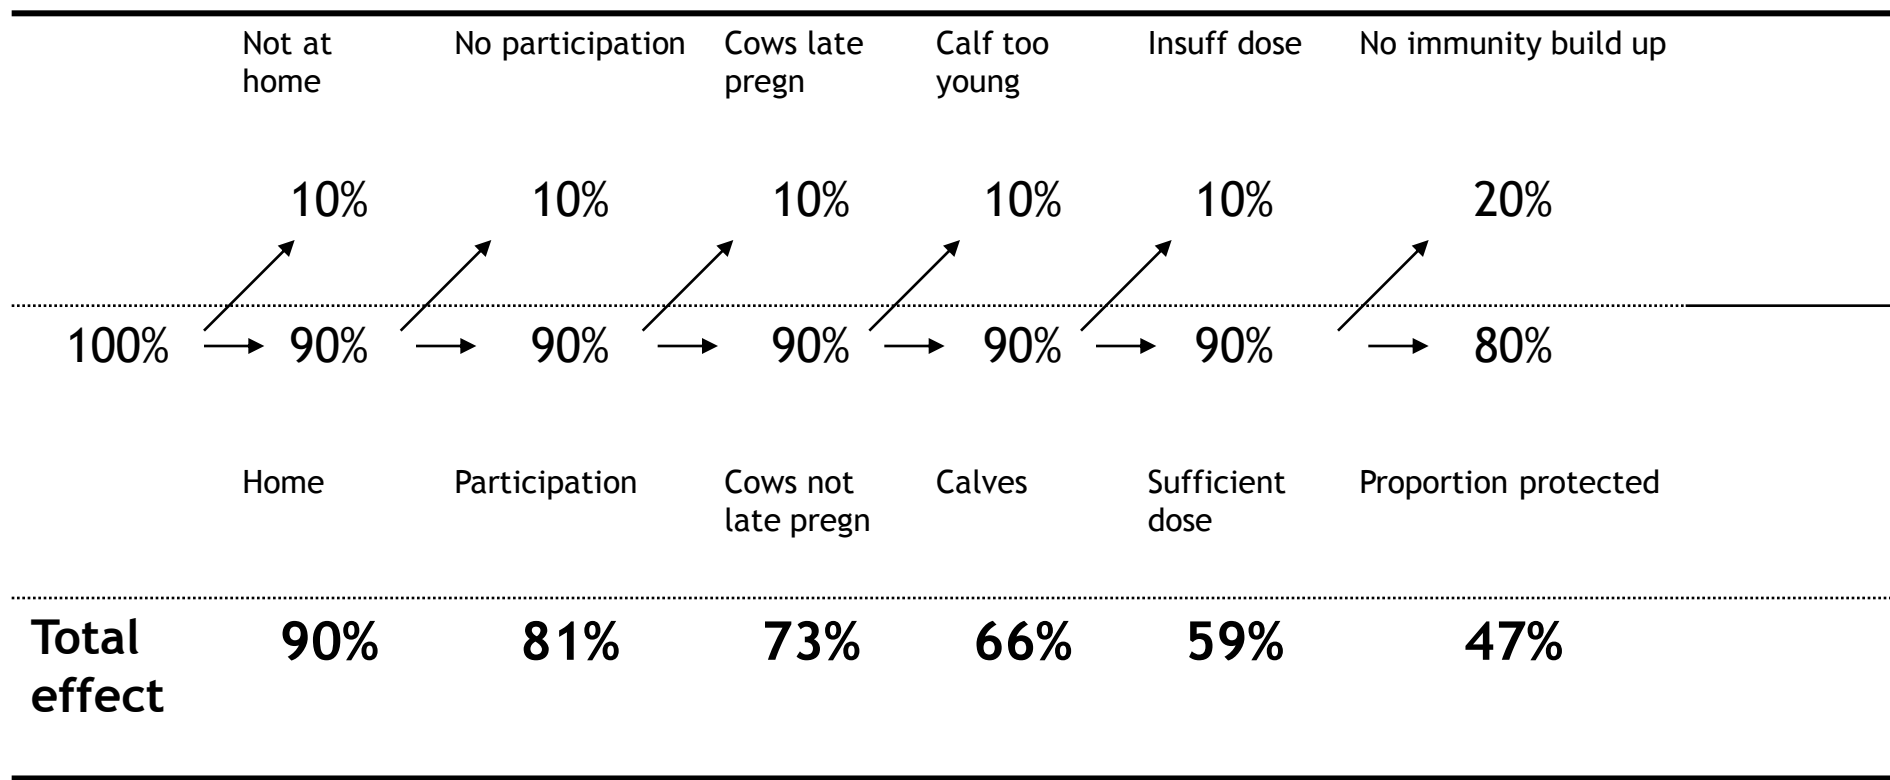 Not at
home
No participation
Cows late
pregn
Calf too
young
Insuff dose
No immunity build up
10%
10%
10%
10%
10%
20%
100%
90%
90%
90%
90%
90%
80%
Home
Participation
Cows not
late pregn
Calves
Sufficient
dose
Proportion protected
Total
effect
90%
81%
73%
66%
59%
47%